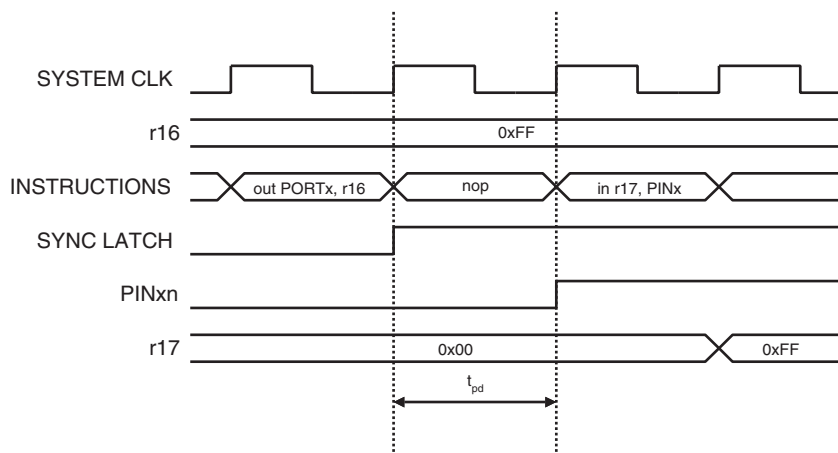 SYSTEM CLK
r16
0xFF
INSTRUCTIONS
out PORTx, r16
nop
in r17, PINx
SYNC LATCH
PINxn
r17
0x00
0xFF
tpd